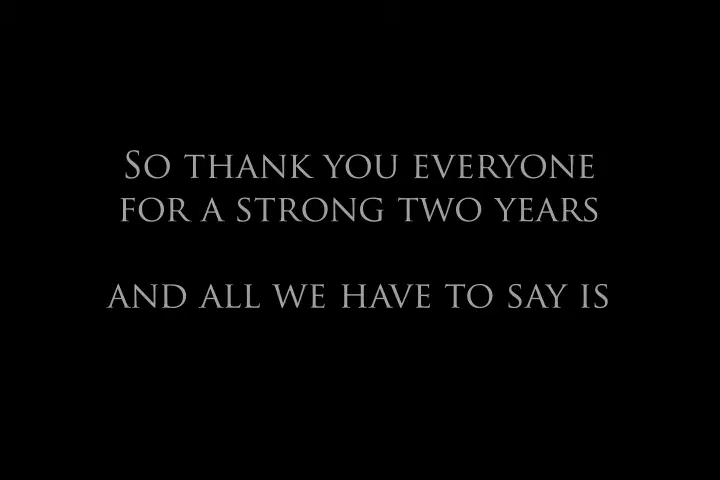 So thank you everyone
for a strong two years
and all we have to say is